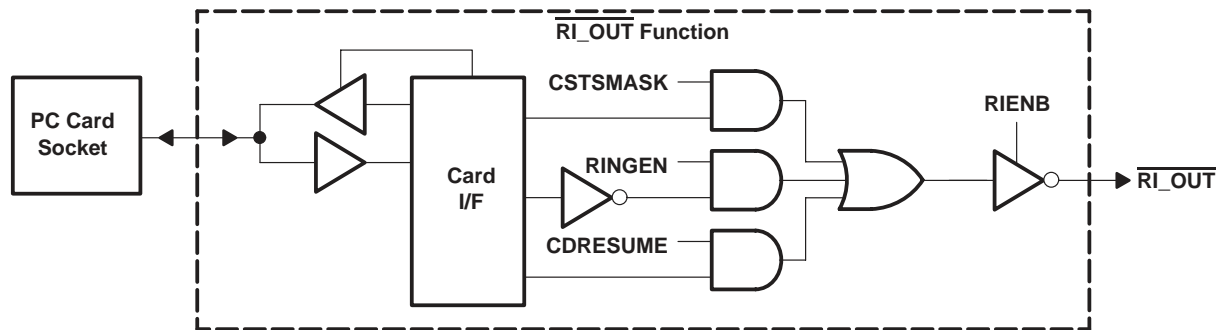 RI_OUT Function
PC Card
Socket
Card
I/F
CSTSMASK
RINGEN
CDRESUME
RIENB
RI_OUT